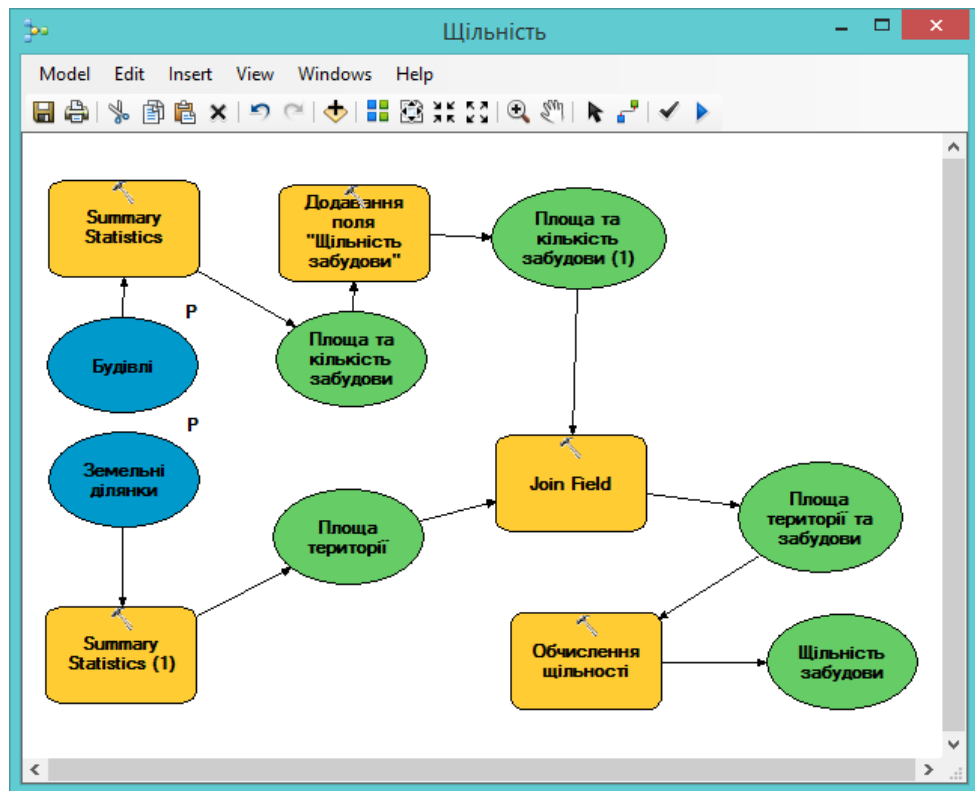 Щільність
Model Edit Insert View Windows Help
Summary
Statistics
Додавання
поля
"Щільність
забудови"
Площа та
кількість
забудови (1)
P
Будівлі
Площа та
кількість
забудови
P
Земельні
ділянки
Join Field
Площа
території
Площа
території та
забудови
Summary
Statistics (1)
Обчислення
щільності
Щільність
забудови